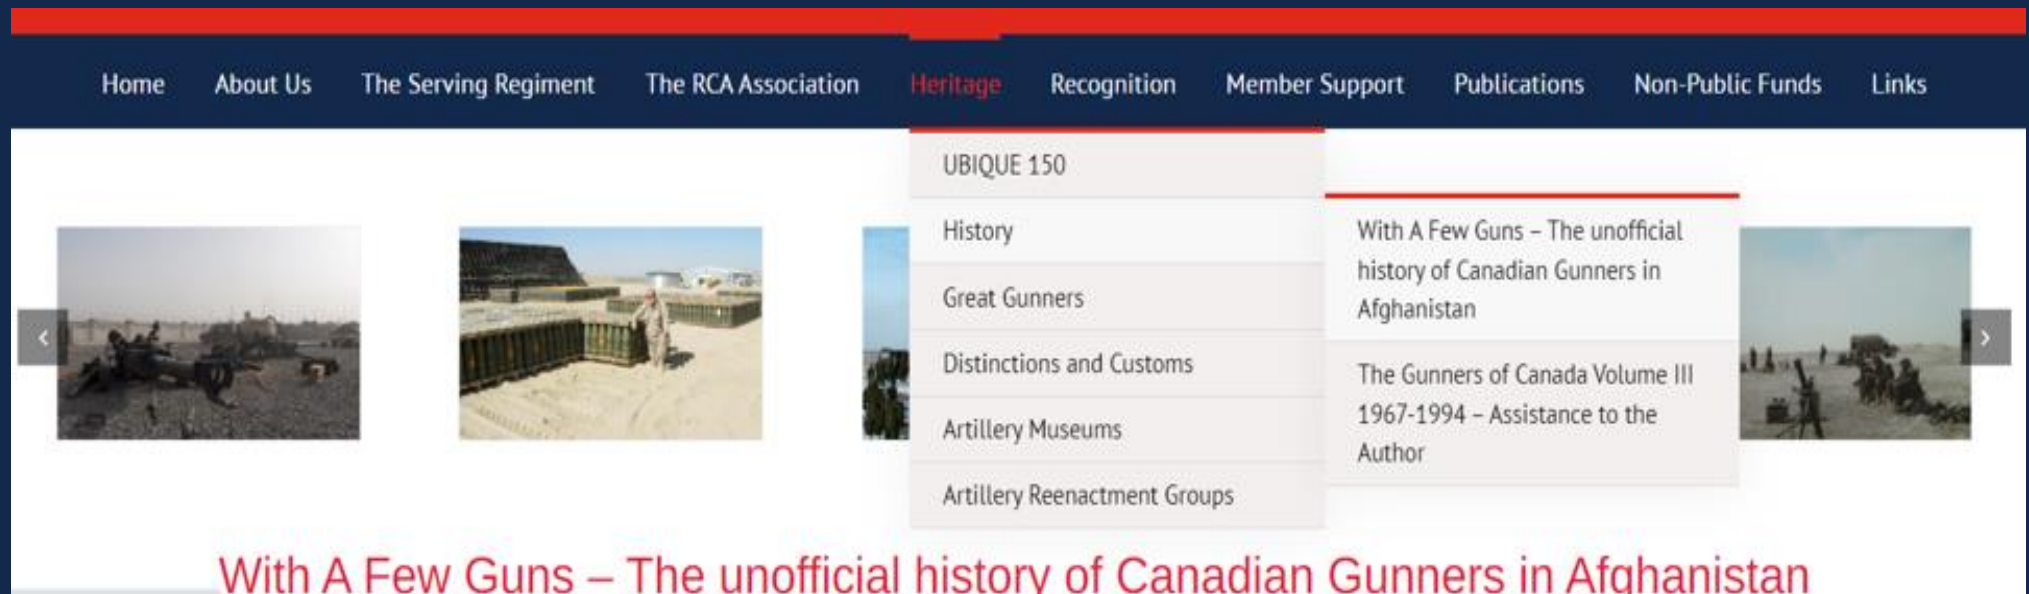 Home About Us The Serving Regiment The RCA Association Heritage Recognition Member Support Publications Non-Public Funds Links
UBIQUE 150
History
Great Gunners
Distinctions and Customs
Artillery Museums
Artillery Reenactment Groups
With A Few Guns – The unofficial
history of Canadian Gunners in
Afghanistan
The Gunners of Canada Volume III
1967-1994 – Assistance to the
Author
With A Few Guns – The unofficial history of Canadian Gunners in Afghanistan